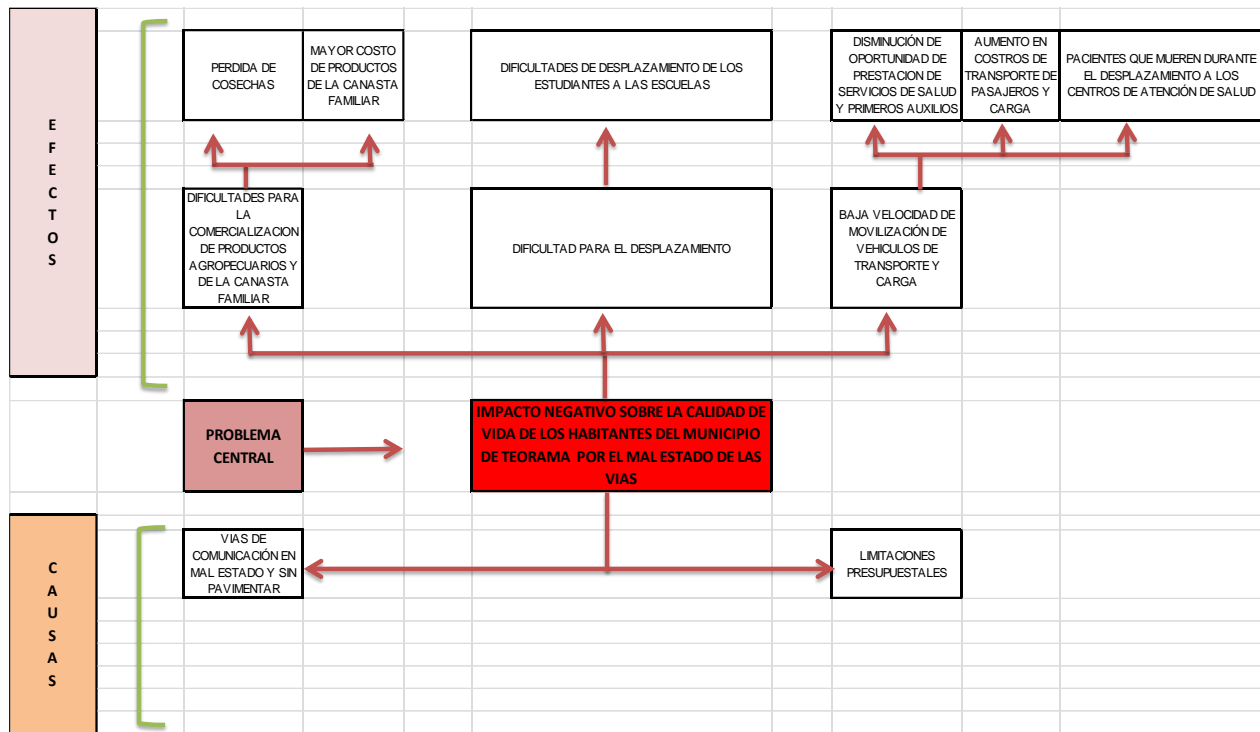 E
F
E
C
T
O
S
PERDIDA DE
COSECHAS
MAYOR COSTO
DE PRODUCTOS
DE LA CANASTA
FAMILIAR
DIFICULTADES DE DESPLAZAMIENTO DE LOS
ESTUDIANTES A LAS ESCUELAS
DISMINUCIÓN DE
OPORTUNIDAD DE
PRESTACION DE
SERVICIOS DE SALUD
Y PRIMEROS AUXILIOS
AUMENTO EN
COSTROS DE
TRANSPORTE DE
PASAJEROS Y
CARGA
PACIENTES QUE MUEREN DURANTE
EL DESPLAZAMIENTO A LOS
CENTROS DE ATENCIÓN DE SALUD
DIFICULTADES PARA
LA
COMERCIALIZACION
DE PRODUCTOS
AGROPECUARIOS Y
DE LA CANASTA
FAMILIAR
DIFICULTAD PARA EL DESPLAZAMIENTO
BAJA VELOCIDAD DE
MOVILIZACIÓN DE
VEHICULOS DE
TRANSPORTE Y
CARGA
PROBLEMA
CENTRAL
IMPACTO NEGATIVO SOBRE LA CALIDAD DE
VIDA DE LOS HABITANTES DEL MUNICIPIO
DE TEORAMA POR EL MAL ESTADO DE LAS
VIAS
C
A
U
S
A
S
VIAS DE
COMUNICACIÓN EN
MAL ESTADO Y SIN
PAVIMENTAR
LIMITACIONES
PRESUPUESTALES